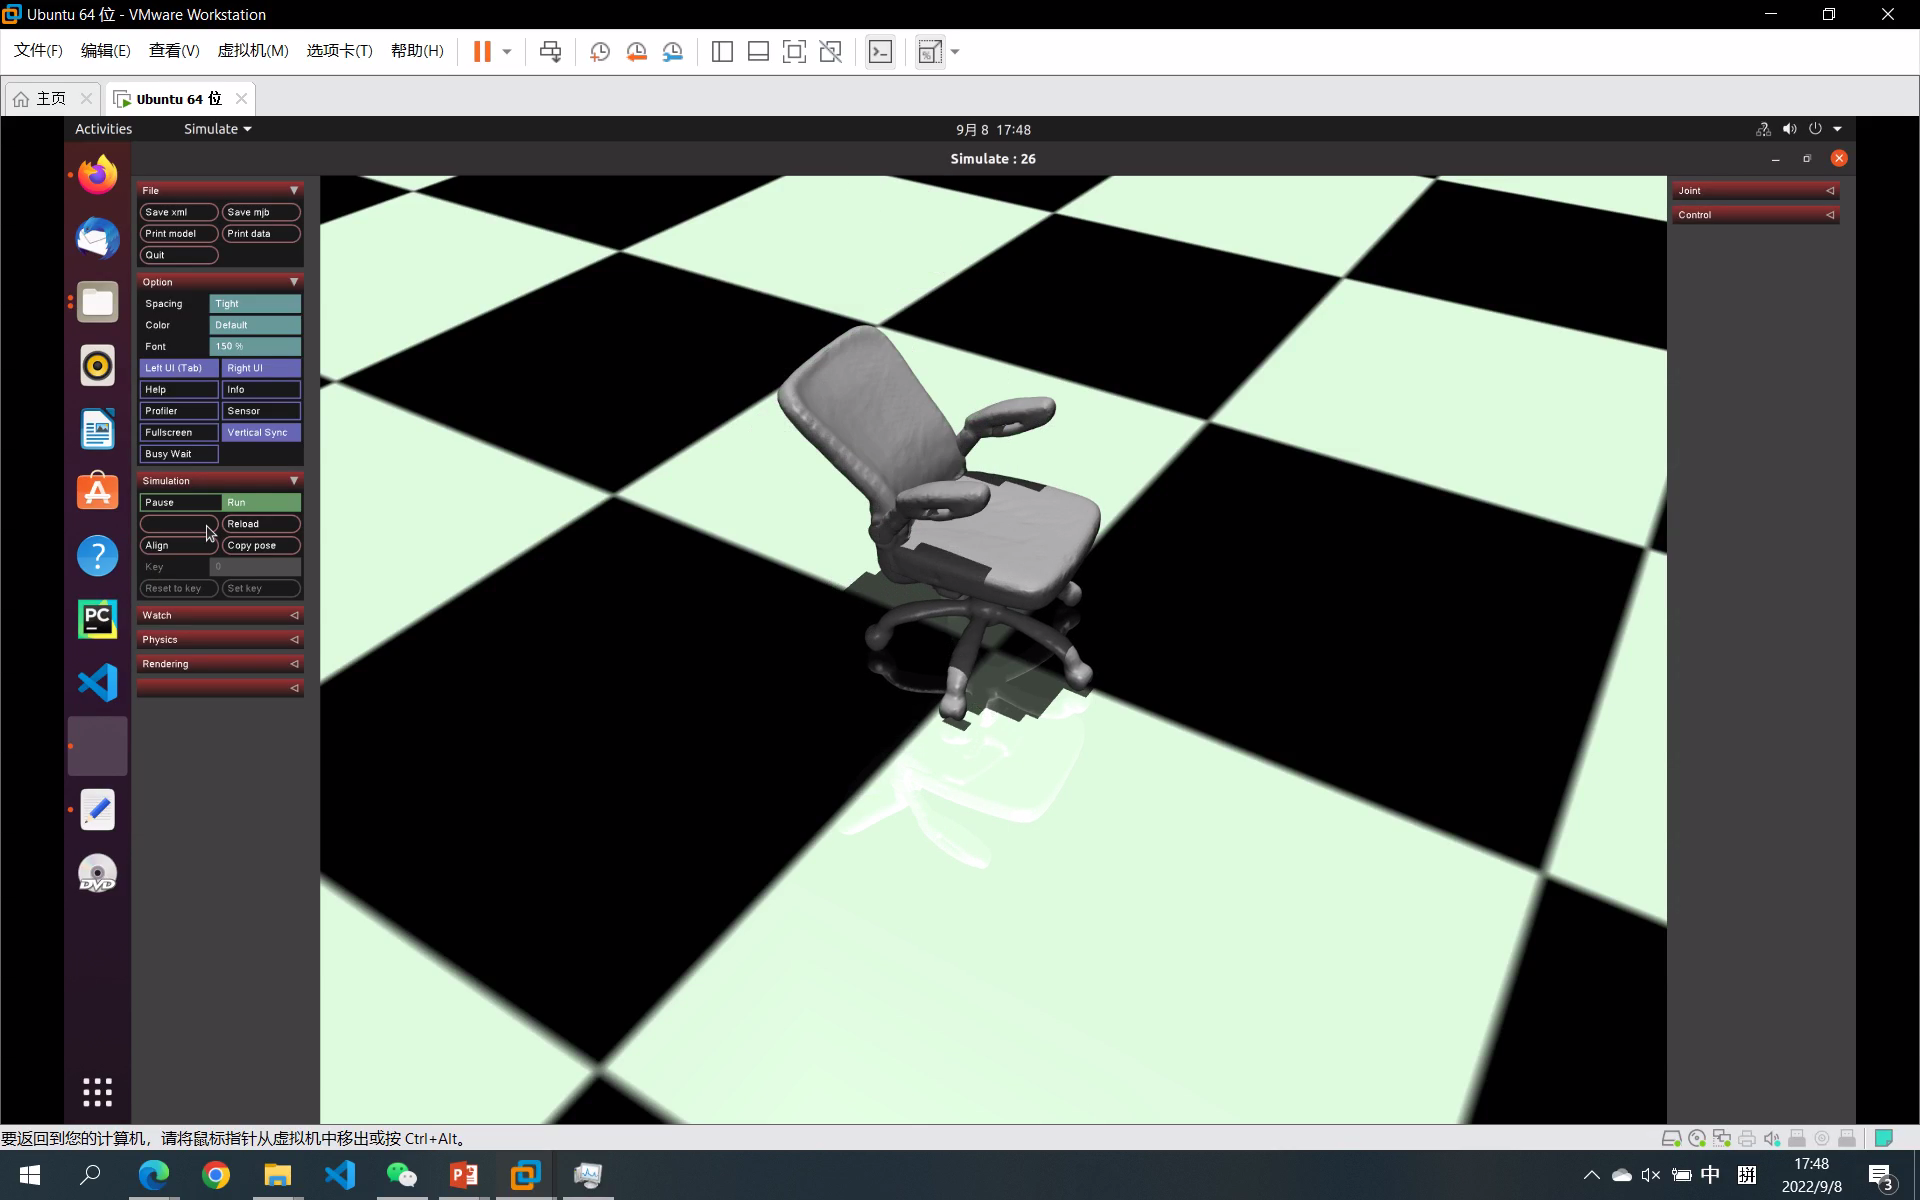 Ubuntu 64 位 - VMware Workstation
文件(F) 编辑(E) 查看(V) 虚拟机(M) 选项卡(T) 帮助(H)
主页 Ubuntu 64 位
Activities Simulate 9月 8 17:48
Simulate : 26
File
Save xml Save mjb
Print model Print data
Quit
Option
Spacing Tight
Color Default
Font 150 %
Left UI (Tab) Right UI
Help Info
Profiler Sensor
Fullscreen Vertical Sync
Busy Wait
Simulation
Pause Run
Reload
Align Copy pose
Key 0
Reset to key Set key
Watch
Physics
Rendering
Joint
Control
PC
DVD
要返回到您的计算机，请将鼠标指针从虚拟机中移出或按 Ctrl+Alt。
中 拼 17:48
2022/9/8 3